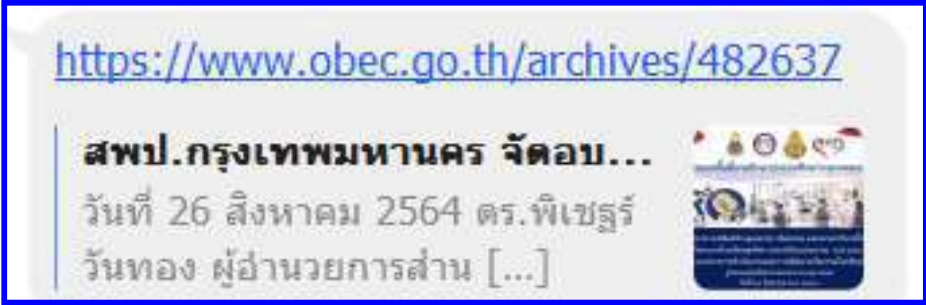 https://www.obec.go.th/archives/482637
สพป.กรุงเทพมหานคร จัดอบ...
วันที่ 26 สิงหาคม 2564 ดร.พิเชฐร์
วันทอง ผู้อำนวยการสำน [...]